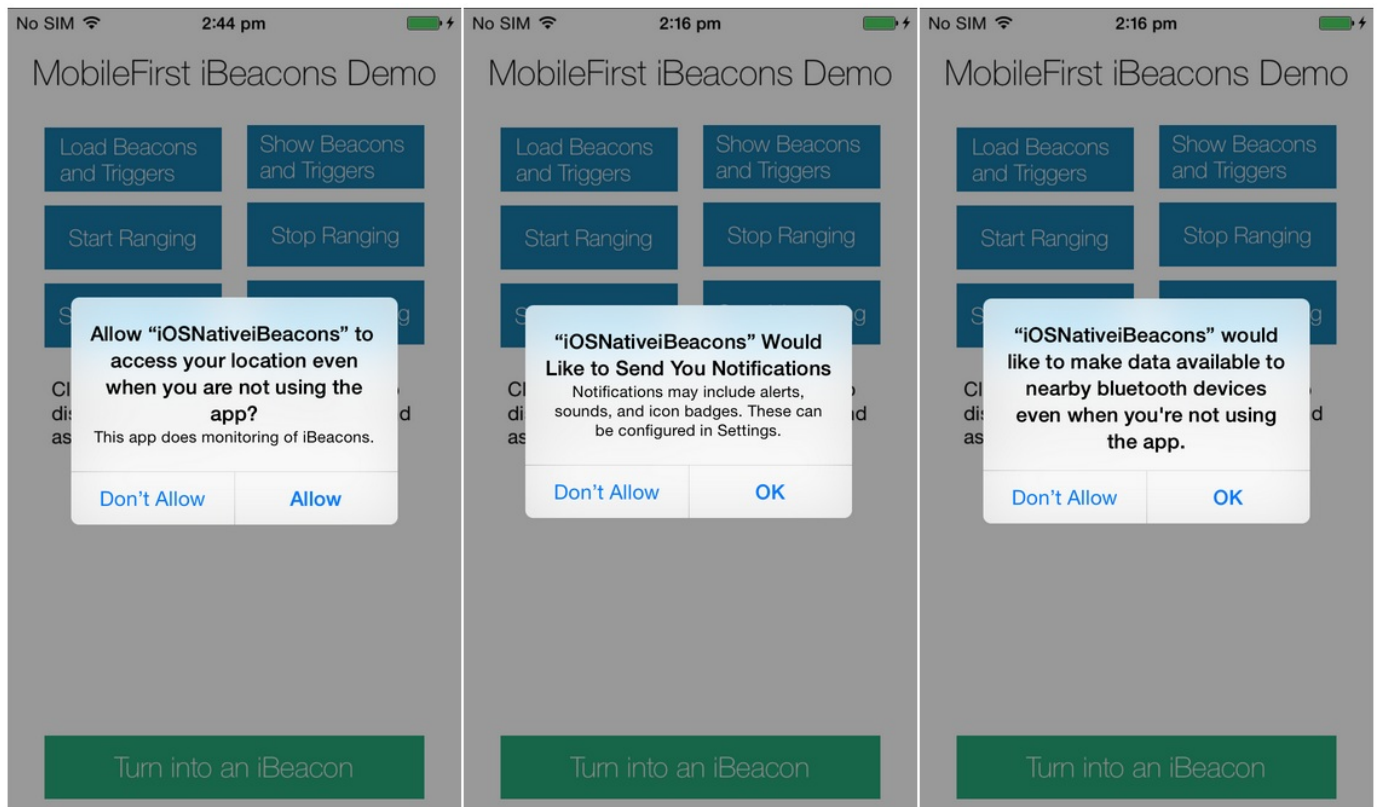 No SIM 2:44 pm
MobileFirst iBeacons Demo
Load Beacons
and Triggers
Show Beacons
and Triggers
Start Ranging
Stop Ranging
Allow “iOSNativeiBeacons” to
access your location even
when you are not using the
app?
This app does monitoring of iBeacons.
Don’t Allow
Allow
Turn into an iBeacon
No SIM 2:16 pm
MobileFirst iBeacons Demo
Load Beacons
and Triggers
Show Beacons
and Triggers
Start Ranging
Stop Ranging
“iOSNativeiBeacons” Would
Like to Send You Notifications
Notifications may include alerts,
sounds, and icon badges. These can
be configured in Settings.
Don’t Allow
OK
Turn into an iBeacon
No SIM 2:16 pm
MobileFirst iBeacons Demo
Load Beacons
and Triggers
Show Beacons
and Triggers
Start Ranging
Stop Ranging
“iOSNativeiBeacons” would
like to make data available to
nearby bluetooth devices
even when you're not using
the app.
Don’t Allow
OK
Turn into an iBeacon